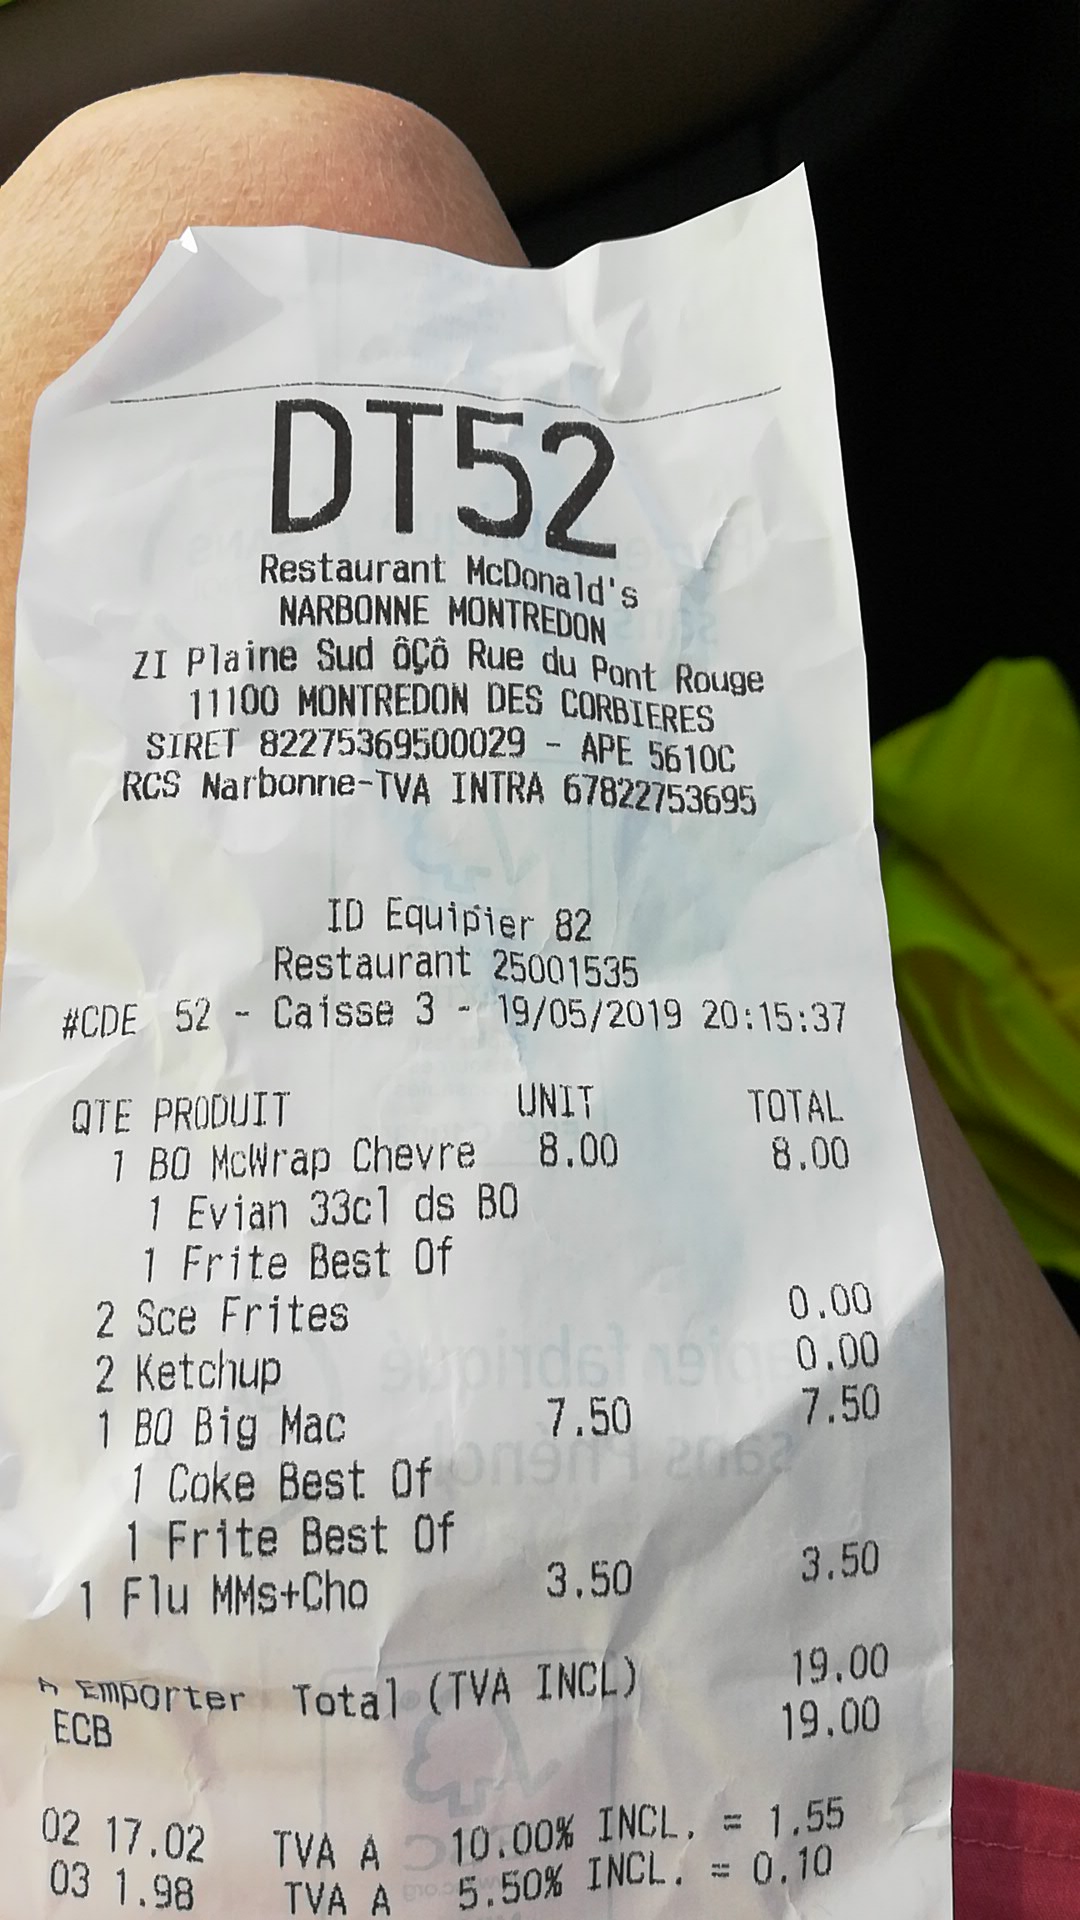 DT52
Restaurant McDonald's
NARBONNE MONTREDON
ZI Plaine Sud ôÇô Rue du Pont Rouge
11100 MONTREDON DES CORBIERES
SIRET 82275369500029 - APE 5610C
RCS Narbonne-TVA INTRA 67822753695
ID Equipier 82
Restaurant 25001535
#CDE 52 - Caisse 3 - 19/05/2019 20:15:37
QTE PRODUIT UNIT TOTAL
1 BO McWrap Chevre 8.00 8.00
1 Evian 33cl ds BO
1 Frite Best Of
2 Sce Frites 0.00
2 Ketchup 0.00
1 BO Big Mac 7.50 7.50
1 Coke Best Of
1 Frite Best Of
1 Flu MMs+Cho 3.50 3.50
A Emporter Total (TVA INCL) 19.00
ECB 19.00
02 17.02 TVA A 10.00% INCL. = 1.55
03 1.98 TVA A 5.50% INCL. = 0.10